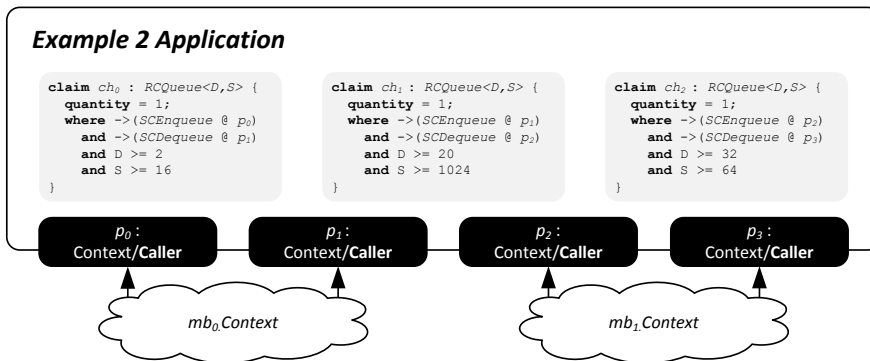 Example 2 Application
claim ch0 : RCQueue<D,S> {
quantity = 1;
where ->(SCEnqueue @ p0)
and ->(SCDequeue @ p1)
and D >= 2
and S >= 16
}
claim ch1 : RCQueue<D,S> {
quantity = 1;
where ->(SCEnqueue @ p1)
and ->(SCDequeue @ p2)
and D >= 20
and S >= 1024
}
claim ch2 : RCQueue<D,S> {
quantity = 1;
where ->(SCEnqueue @ p2)
and ->(SCDequeue @ p3)
and D >= 32
and S >= 64
}
p0 :
Context/Caller
p1 :
Context/Caller
p2 :
Context/Caller
p3 :
Context/Caller
mb0.Context
mb1.Context